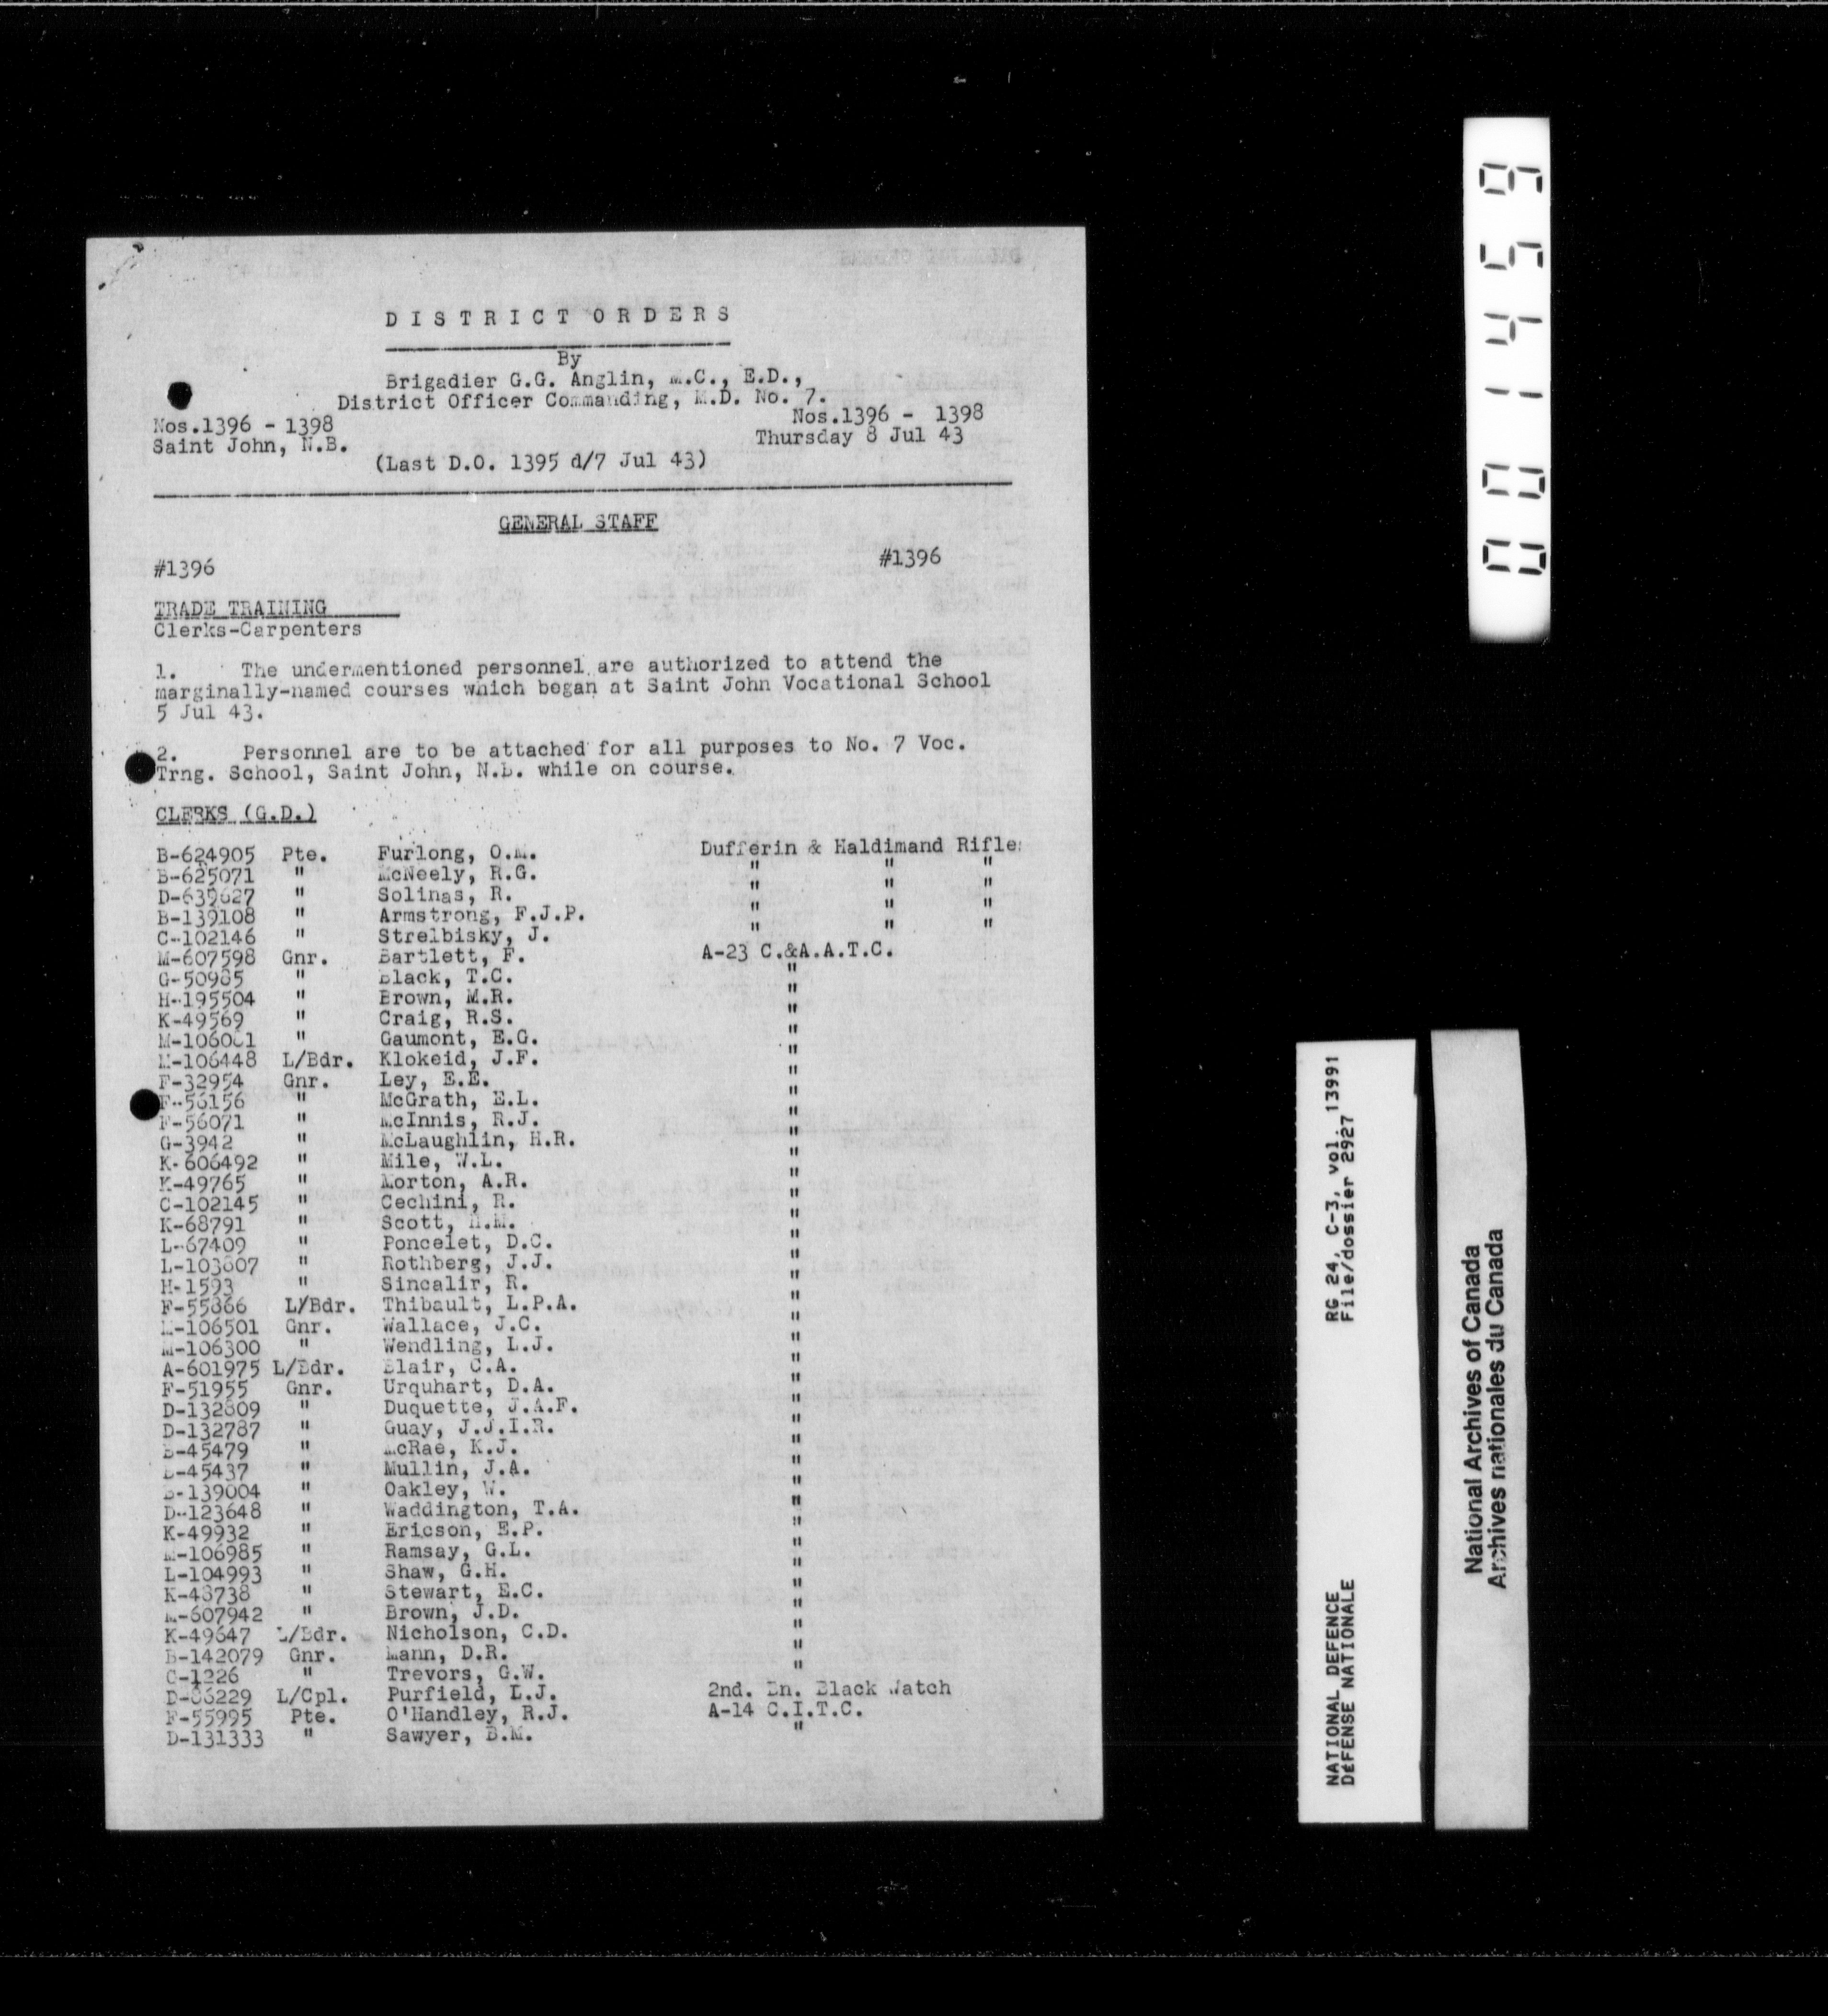 DISTRICT ORDERS
By
Brigadier G.G. Anglin, M.C., E.D.,
District Officer Commanding, M.D. No. 7.
Nos.1396 - 1398 Nos.1396 - 1398
Saint John, N.B. Thursday 8 Jul 43
(Last D.O. 1395 d/7 Jul 43)
GENERAL STAFF
#1396 #1396
TRADE TRAINING
Clerks-Carpenters
1. The undermentioned personnel are authorized to attend the
marginally-named courses which began at Saint John Vocational School
5 Jul 43.
2. Personnel are to be attached for all purposes to No. 7 Voc.
Trng. School, Saint John, N.B. while on course.
CLERKS (G.D.)
B-624905 Pte. Furlong, O.M. Dufferin & Haldimand Rifles
B-625071 " McNeely, R.G. " " "
D-639627 " Solinas, R. " " "
B-139108 " Armstrong, F.J.P. " " "
C-102146 " Strelbisky, J. " " "
M-607598 Gnr. Bartlett, F. A-23 C.&A.A.T.C.
G-50985 " Black, T.C. "
H-195504 " Brown, M.R. "
K-49569 " Craig, R.S. "
" Gaumont, E.G. "
M-106448 L/Bdr. Klokeid, J.F. "
F-32954 Gnr. Ley, E.E. "
F-56156 " McGrath, E.L. "
F-56071 " McInnis, R.J. "
G-3942 " McLaughlin, H.R. "
K-606492 " Mile, W.L. "
K-49765 " Morton, A.R. "
C-102145 " Cechini, R. "
K-68791 " Scott, "
L-67409 " Poncelet, D.C. "
L-103807 " Rothberg, J.J. "
H-1593 " Sincalir, R. "
F-55866 L/Bdr. Thibault, L.P.A. "
M-106501 Gnr. Wallace, J.C. "
M-106300 " Wendling, L.J. "
A-601975 L/Bdr. Blair, C.A. "
F-51955 Gnr. Urquhart, D.A. "
D-132809 " Duquette, J.A.F. "
D-132787 " Guay, J.J.I.R. "
B-45479 " McRae, K.J. "
B-45437 " Mullin, J.A. "
B-139004 " Oakley, W. "
D-123648 " Waddington, T.A. "
K-49932 " Ericson, E.P. "
M-106985 " Ramsay, G.L. "
L-104993 " Shaw, G.H. "
K-48738 " Stewart, E.C. "
M-607942 " Brown, J.D. "
K-49647 L/Bdr. Nicholson, C.D. "
B-142079 Gnr. Mann, D.R. "
C-1226 " Trevors, G.W. "
D-86229 L/Cpl. Purfield, L.J. 2nd. Bn. Black Watch
F-55995 Pte. O'Handley, R.J. A-14 C.I.T.C.
D-131333 " Sawyer, B.M. "
001459
RG 24, C-3, vol. 13991
File/dossier 2927
NATIONAL DEFENCE
DÉFENSE NATIONALE
National Archives of Canada
Archives nationales du Canada